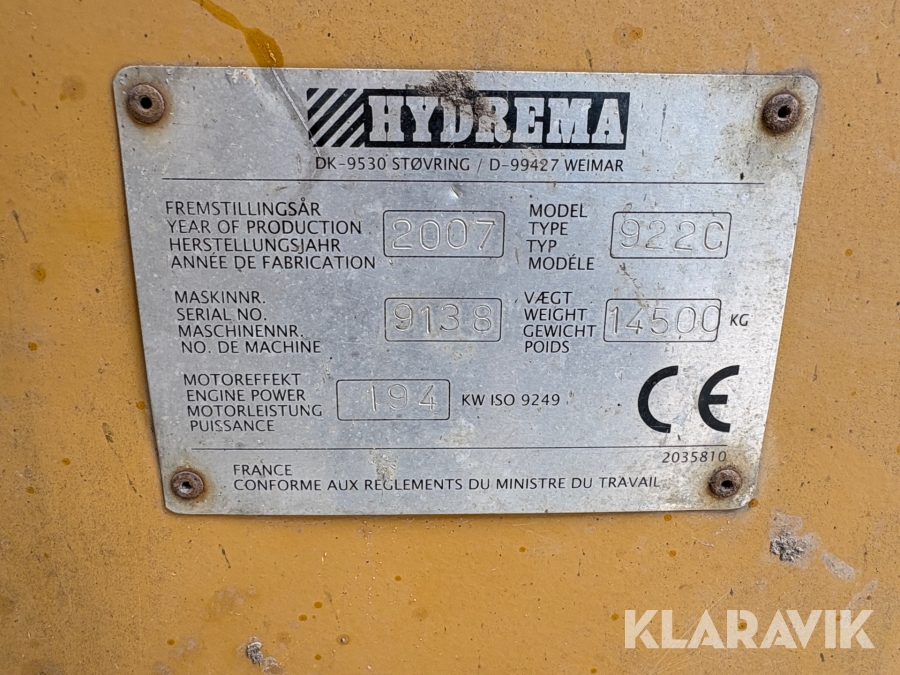 HYDREMA
DK-9530 STØVRING / D-99427 WEIMAR
FREMSTILLINGSÅR
YEAR OF PRODUCTION
HERSTELLUNGSJAHR
ANNÉE DE FABRICATION
2007
MODEL
TYPE
TYP
MODÉLE
922C
MASKINNR.
SERIAL NO.
MASCHINENNR.
NO. DE MACHINE
9138
VÆGT
WEIGHT
GEWICHT
POIDS
14500 KG
MOTOREFFEKT
ENGINE POWER
MOTORLEISTUNG
PUISSANCE
194 KW ISO 9249
CE
2035810
FRANCE
CONFORME AUX REGLEMENTS DU MINISTRE DU TRAVAIL
KLARAVIK